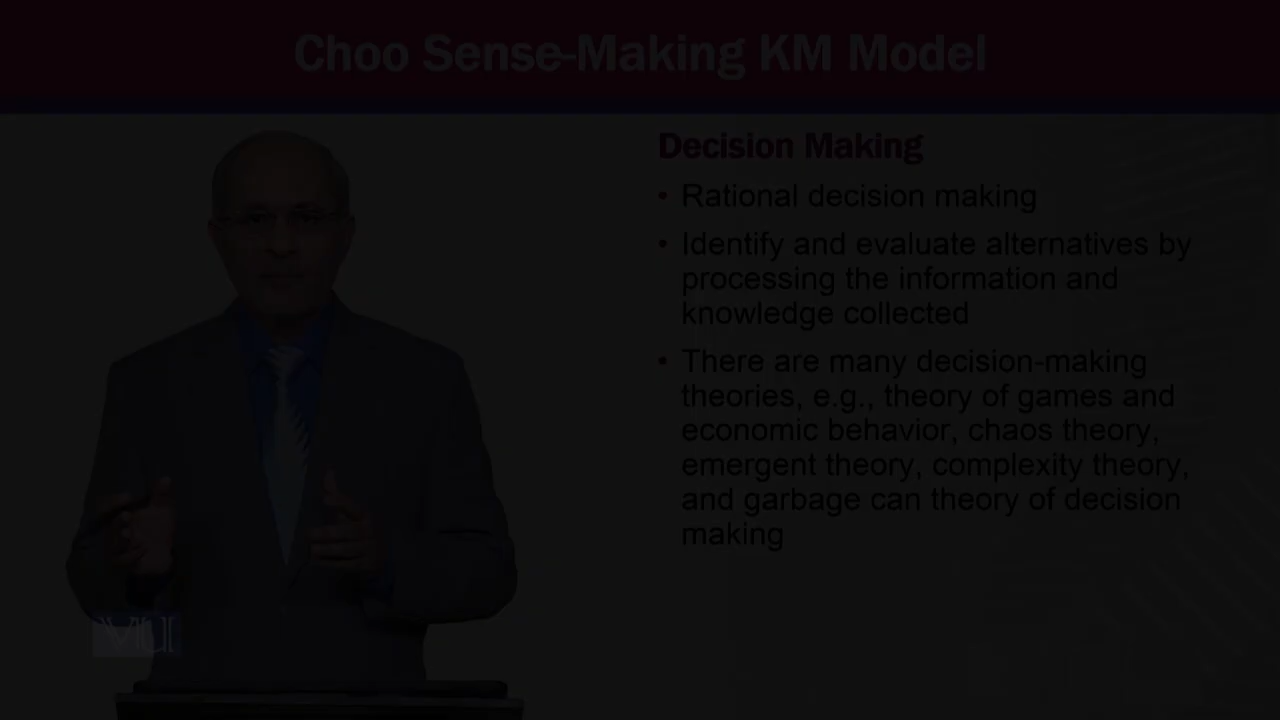 Choo Sense-Making KM Model
Decision Making
• Rational decision making
• Identify and evaluate alternatives by
processing the information and
knowledge collected
• There are many decision-making
theories, e.g., theory of games and
economic behavior, chaos theory,
emergent theory, complexity theory,
and garbage can theory of decision
making
VU